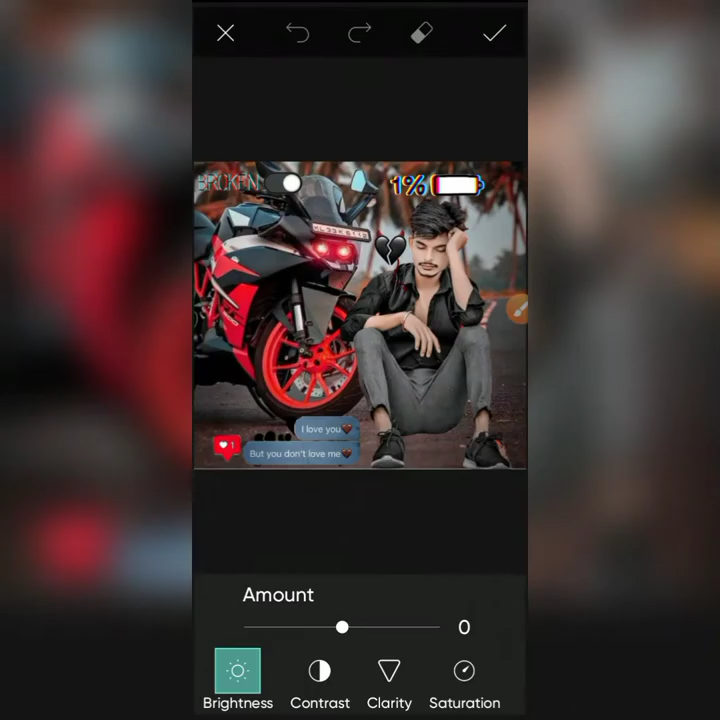 BROKEN
1%
1
I love you
But you don't love me
Amount
0
Brightness Contrast Clarity Saturation